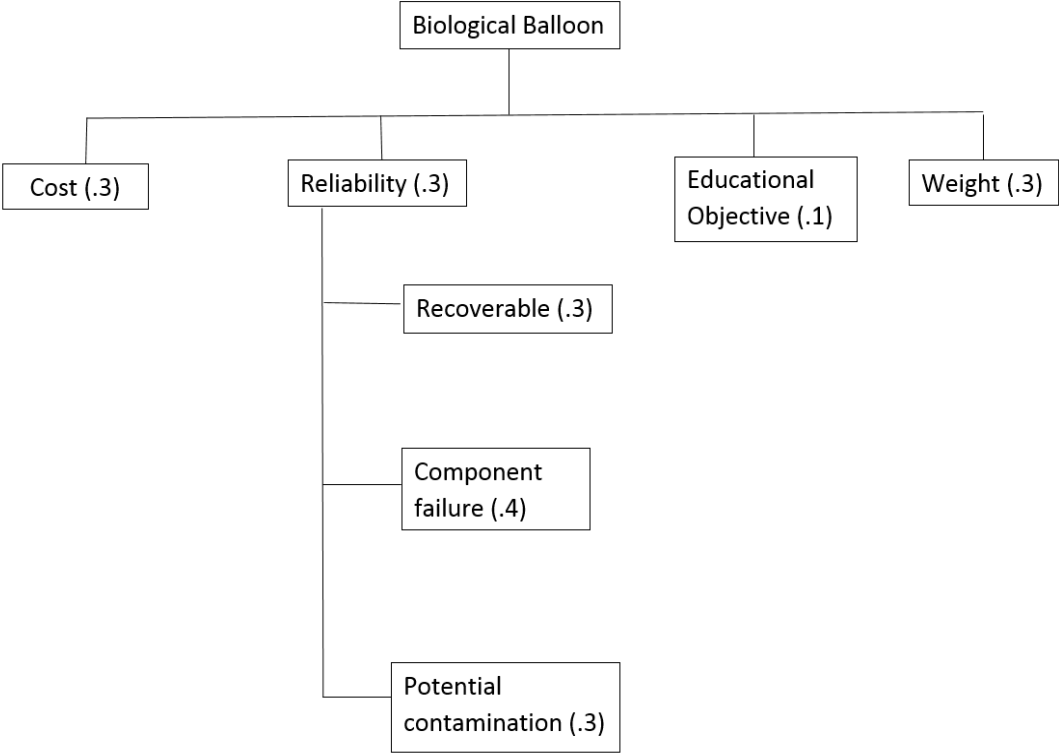 Biological Balloon
Cost (.3)
Reliability (.3)
Educational
Objective (.1)
Weight (.3)
Recoverable (.3)
Component
failure (.4)
Potential
contamination (.3)